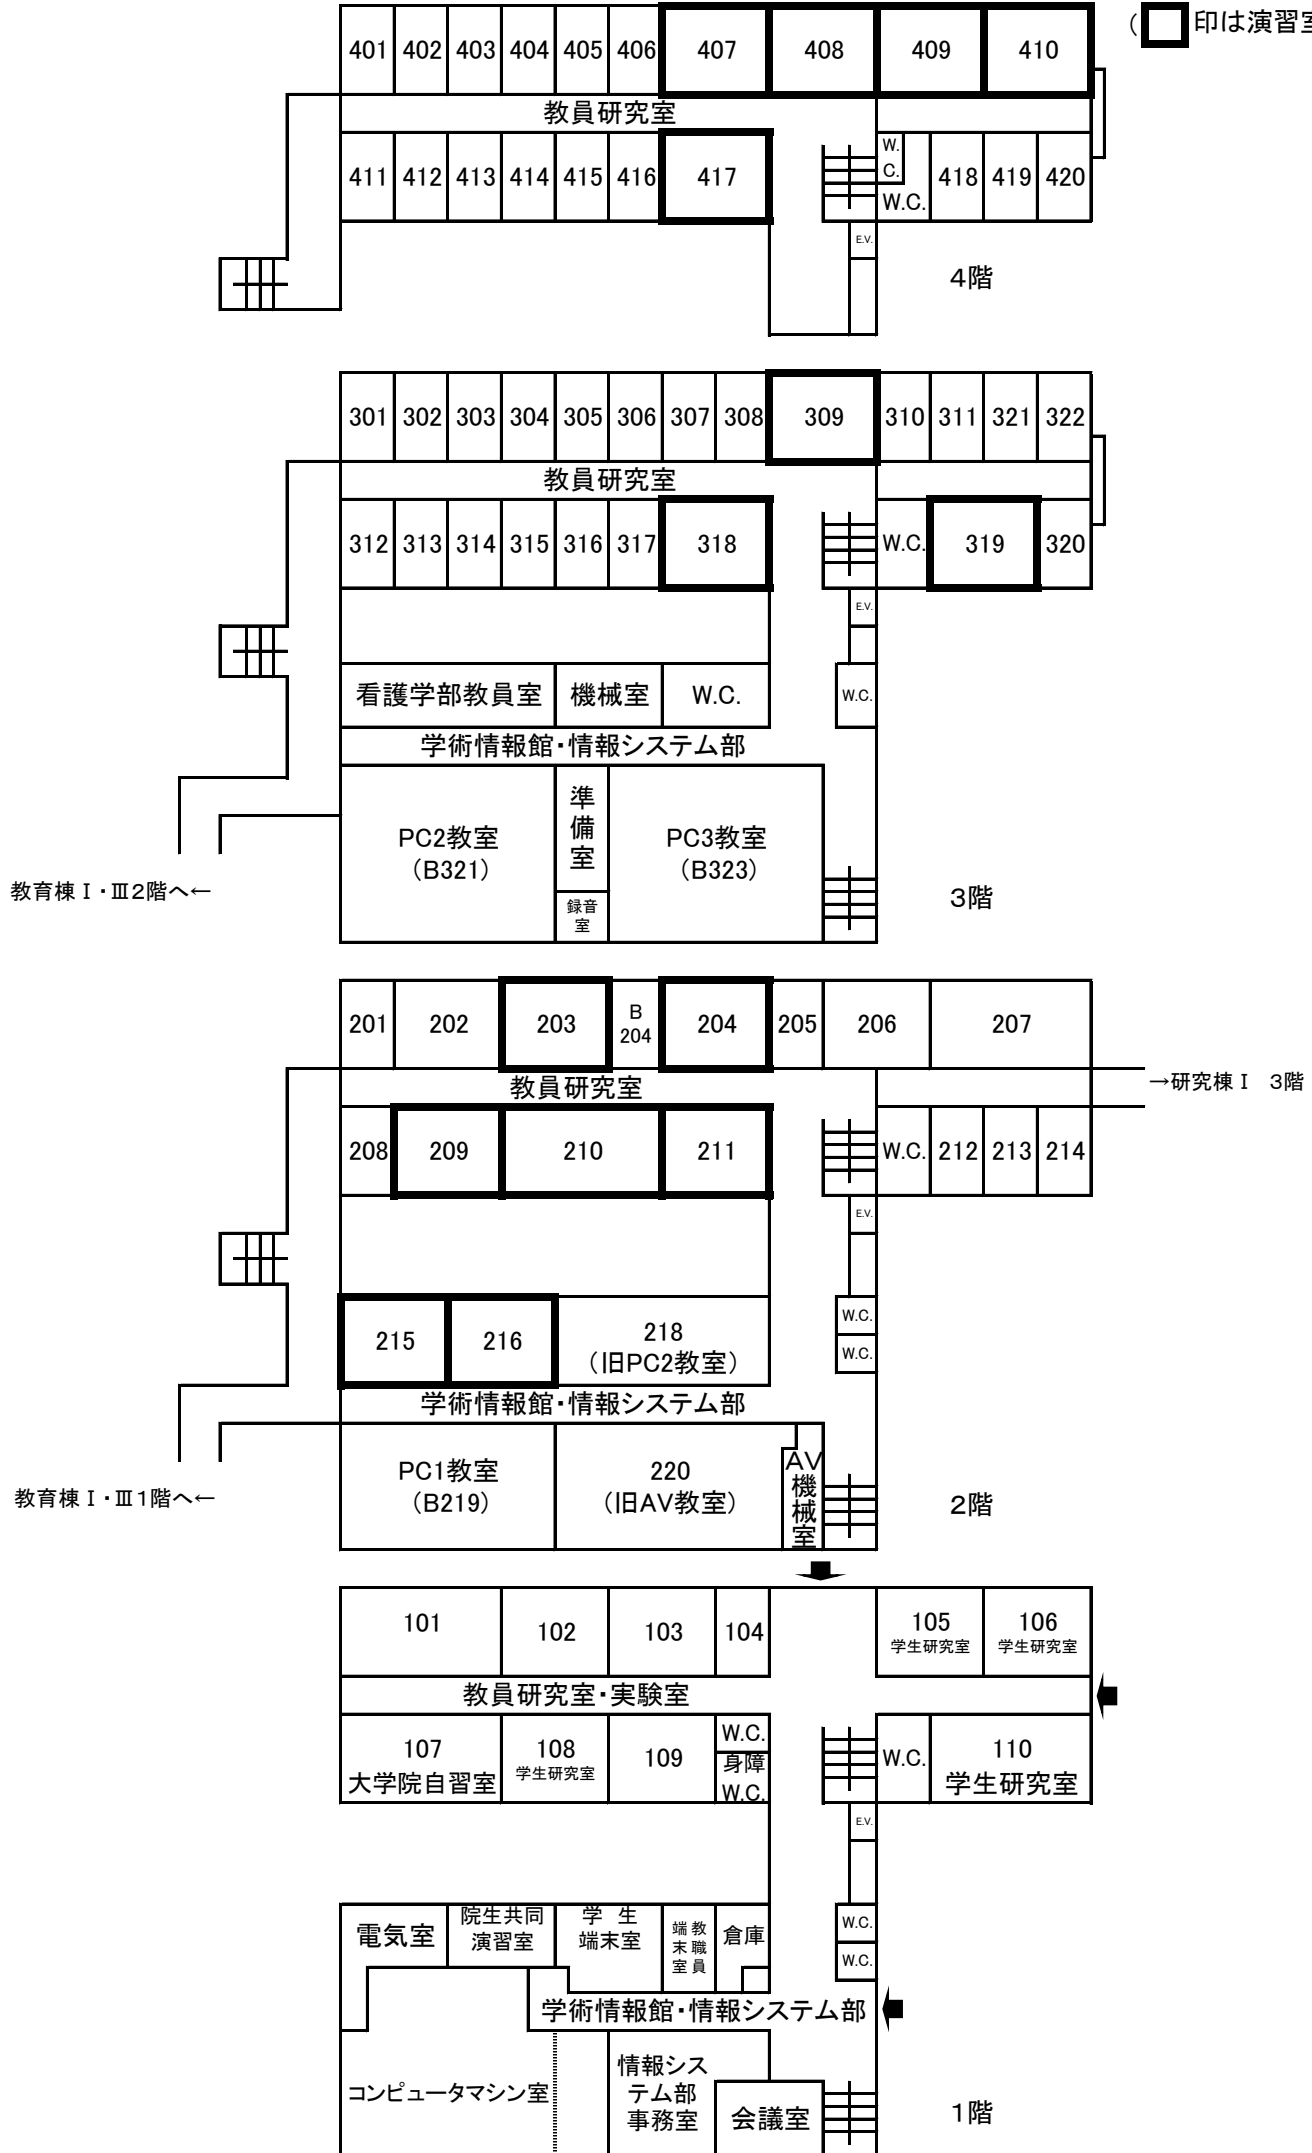 （ 印は演習室
401 402 403 404 405 406 407 408 409 410
教員研究室
411 412 413 414 415 416 417
W.
C.
W.C.
418 419 420
E.V.
4階
301 302 303 304 305 306 307 308 309 310 311 321 322
教員研究室
312 313 314 315 316 317 318 W.C. 319 320
E.V.
看護学部教員室 機械室 W.C. W.C.
学術情報館・情報システム部
PC2教室
（B321）
準
備
室
録音
室
PC3教室
（B323）
教育棟Ⅰ・Ⅲ2階へ←
3階
201 202 203
B
204
204 205 206 207
教員研究室
→研究棟Ⅰ 3階
208 209 210 211 W.C. 212 213 214
E.V.
215 216
218
（旧PC2教室）
W.C.
W.C.
学術情報館・情報システム部
PC1教室
（B219）
220
（旧AV教室）
AV
機
械
室
教育棟Ⅰ・Ⅲ1階へ←
2階
101 102 103 104
105
学生研究室
106
学生研究室
教員研究室・実験室
107
大学院自習室
108
学生研究室
109
W.C.
身障
W.C.
W.C.
110
学生研究室
E.V.
電気室
院生共同
演習室
学 生
端末室
教職員
端末室
倉庫
W.C.
W.C.
学術情報館・情報システム部
コンピュータマシン室
情報シス
テム部
事務室
会議室
1階